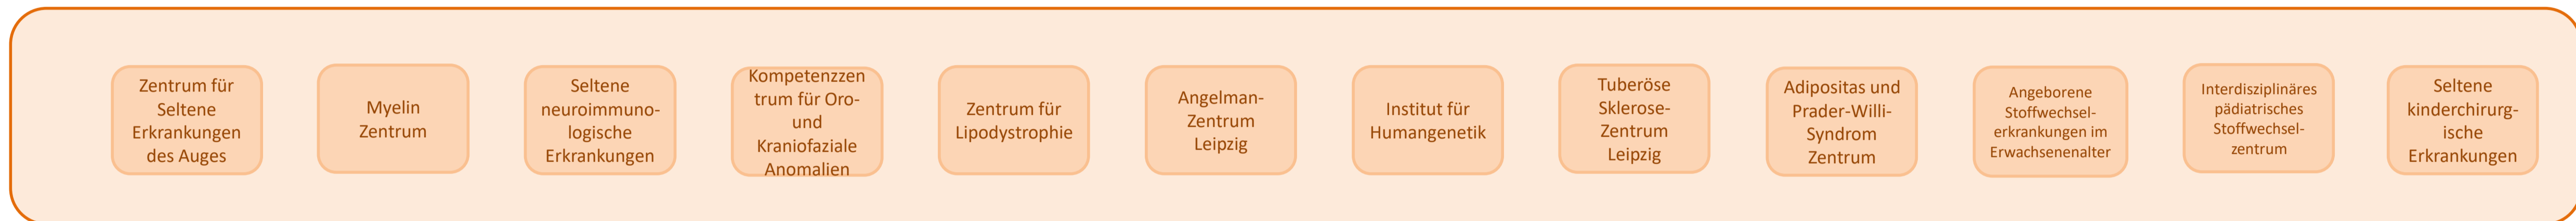 Zentrum für
Seltene
Erkrankungen
des Auges
Myelin
Zentrum
Seltene
neuroimmuno-
logische
Erkrankungen
Kompetenzzen
trum für Oro-
und
Kraniofaziale
Anomalien
Zentrum für
Lipodystrophie
Angelman-
Zentrum
Leipzig
Institut für
Humangenetik
Tuberöse
Sklerose-
Zentrum
Leipzig
Adipositas und
Prader-Willi-
Syndrom
Zentrum
Angeborene
Stoffwechsel-
erkrankungen im
Erwachsenenalter
Interdisziplinäres
pädiatrisches
Stoffwechsel-
zentrum
Seltene
kinderchirurg-
ische
Erkrankungen